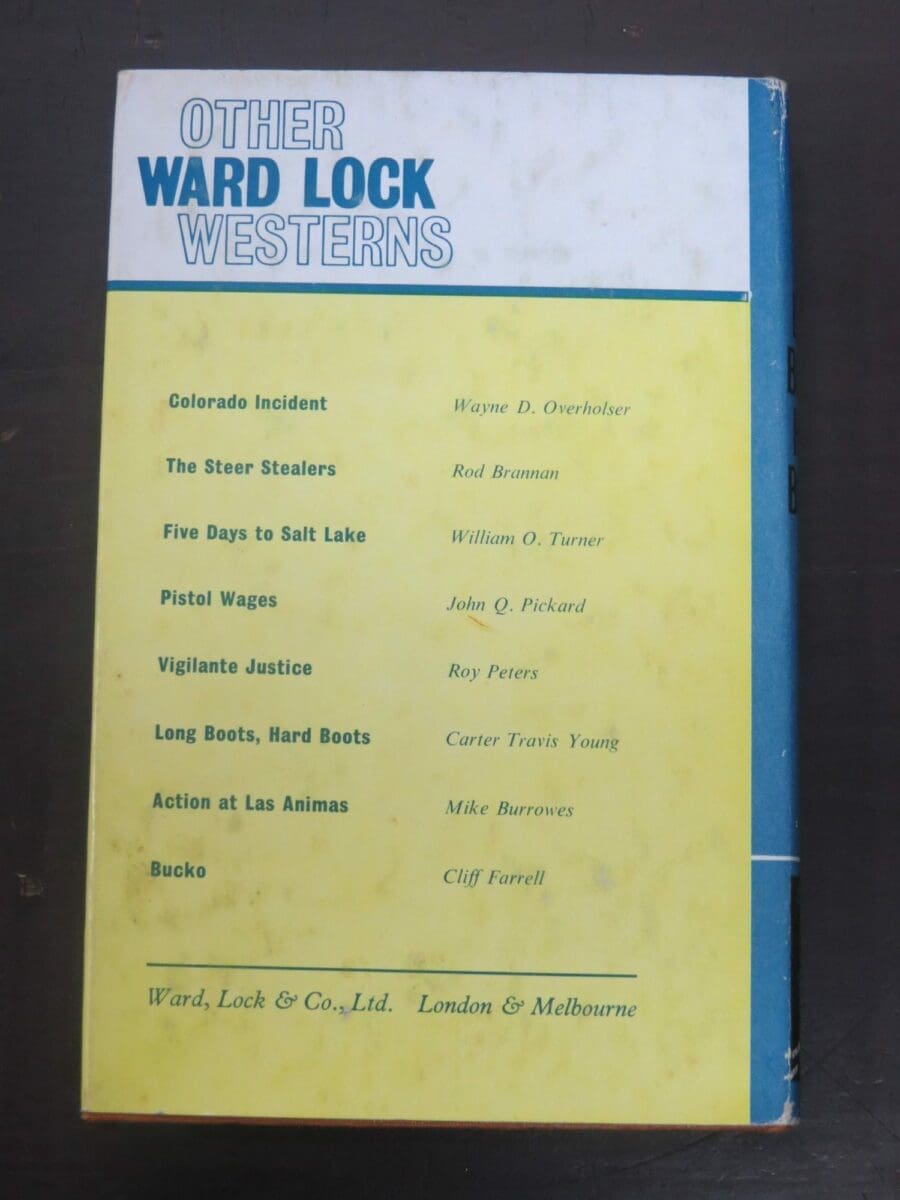 OTHER
WARD LOCK
WESTERNS
Colorado Incident Wayne D. Overholser
The Steer Stealers Rod Brannan
Five Days to Salt Lake William O. Turner
Pistol Wages John Q. Pickard
Vigilante Justice Roy Peters
Long Boots, Hard Boots Carter Travis Young
Action at Las Animas Mike Burrowes
Bucko Cliff Farrell
Ward, Lock & Co., Ltd. London & Melbourne